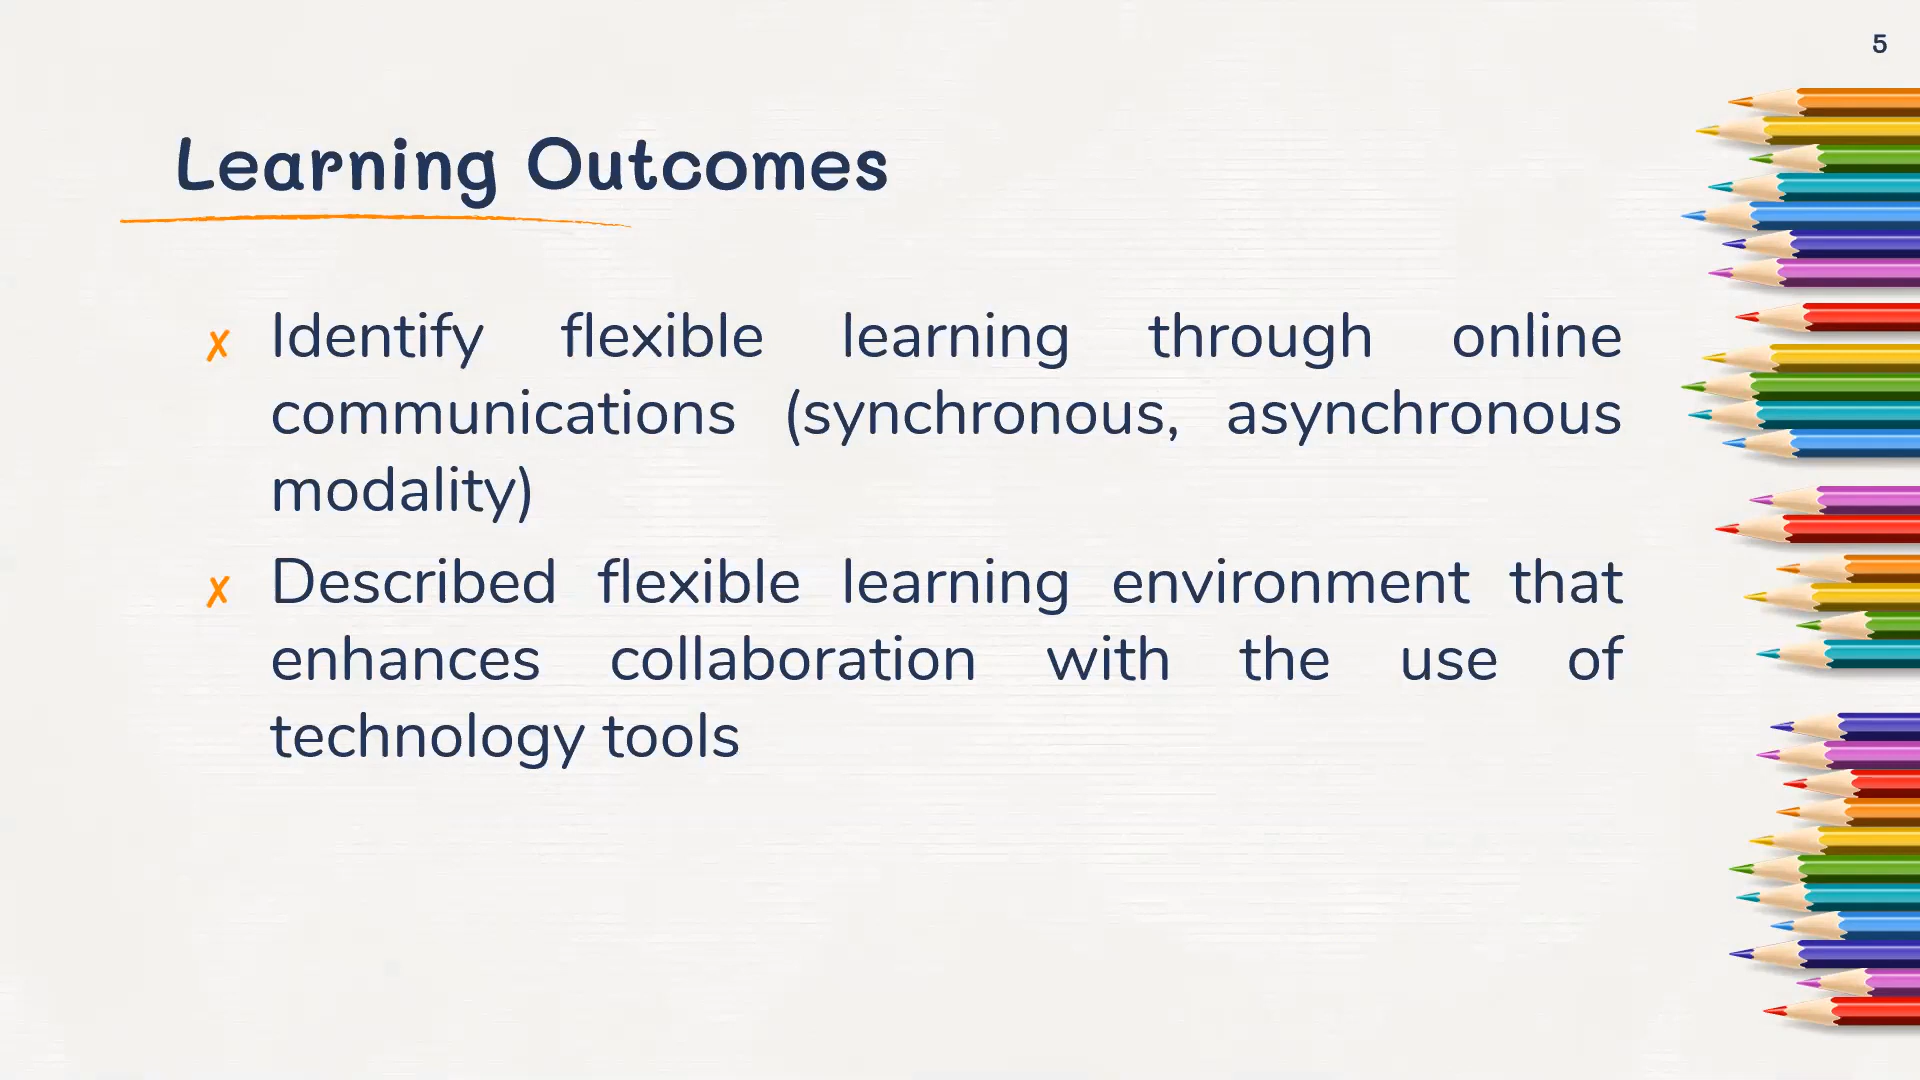 5
Learning Outcomes
✗ Identify flexible learning through online
communications (synchronous, asynchronous
modality)
✗ Described flexible learning environment that
enhances collaboration with the use of
technology tools